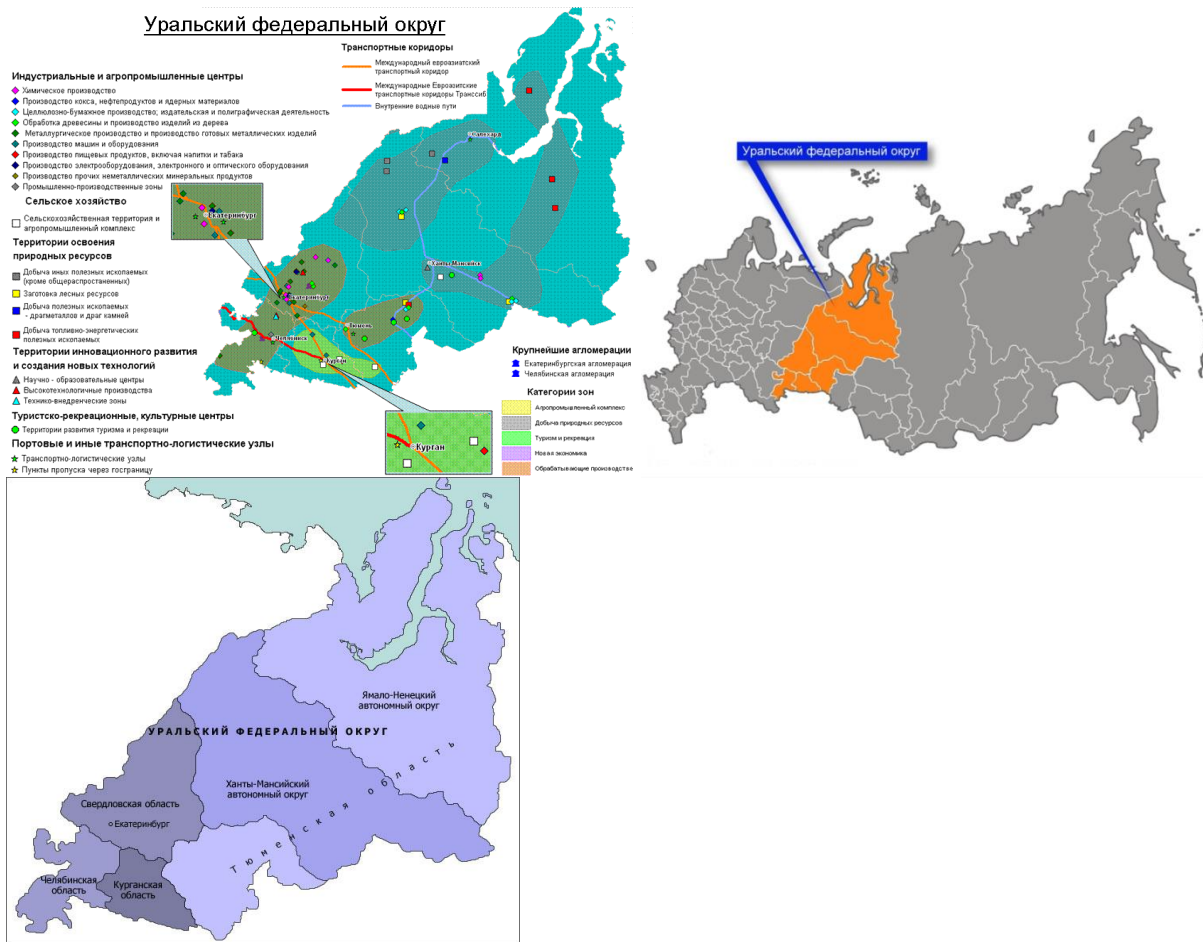 Уральский федеральный округ
Транспортные коридоры
Международный евроазиатский
транспортный коридор
Международные Евроазитские
транспортные коридоры Транссиб
Внутренние водные пути
Индустриальные и агропромышленные центры
Химическое производство
Производство кокса, нефтепродуктов и ядерных материалов
Целлюлозно-Бумажное производство; издательская и полиграфическая деятельность
Обработка древесины и производство изделий из дерева
Металлургическое производство и производство готовых металлических изделий
Производство машин и оборудования
Производство пищевых продуктов, включая напитки и табака
Производство электрооборудования, электронного и оптического оборудования
Производство прочих неметаллических минеральных продуктов
Промышленно-производственные зоны
Сельское хозяйство
Сельскохозяйственная территория и
агропромышленный комплекс
Территории освоения
природных ресурсов
Добыча иных полезных ископаемых
(кроме общераспространенных)
Заготовка лесных ресурсов
Добыча полезных ископаемых
- драгметаллов и драг камней
Добыча топливно-энергетических
полезных ископаемых
Территории инновационного развития
и создания новых технологий
Научно - образовательные центры
Высокотехнологичные производства
Технико-внедренческие зоны
Туристско-рекреационные, культурные центры
Территории развития туризма и рекреации
Портовые и иные транспортно-логистические узлы
Транспортно-логистические узлы
Пункты пропуска через госграницу
Екатеринбург
Салехард
Ханты-Мансийск
Екатеринбург
Тюмень
Челябинск
Курган
Курган
Крупнейшие агломерации
Екатеринбургская агломерация
Челябинская агломерация
Категории зон
Агропромышленный комплекс
Добыча природных ресурсов
Туризм и рекреация
Новая экономика
Обрабатывающие производстве
Уральский федеральный округ
Ямало-Ненецкий
автономный округ
УРАЛЬСКИЙ ФЕДЕРАЛЬНЫЙ ОКРУГ
Ханты-Мансийский
автономный округ
Тюменская область
Свердловская область
Екатеринбург
Челябинская
область
Курганская
область